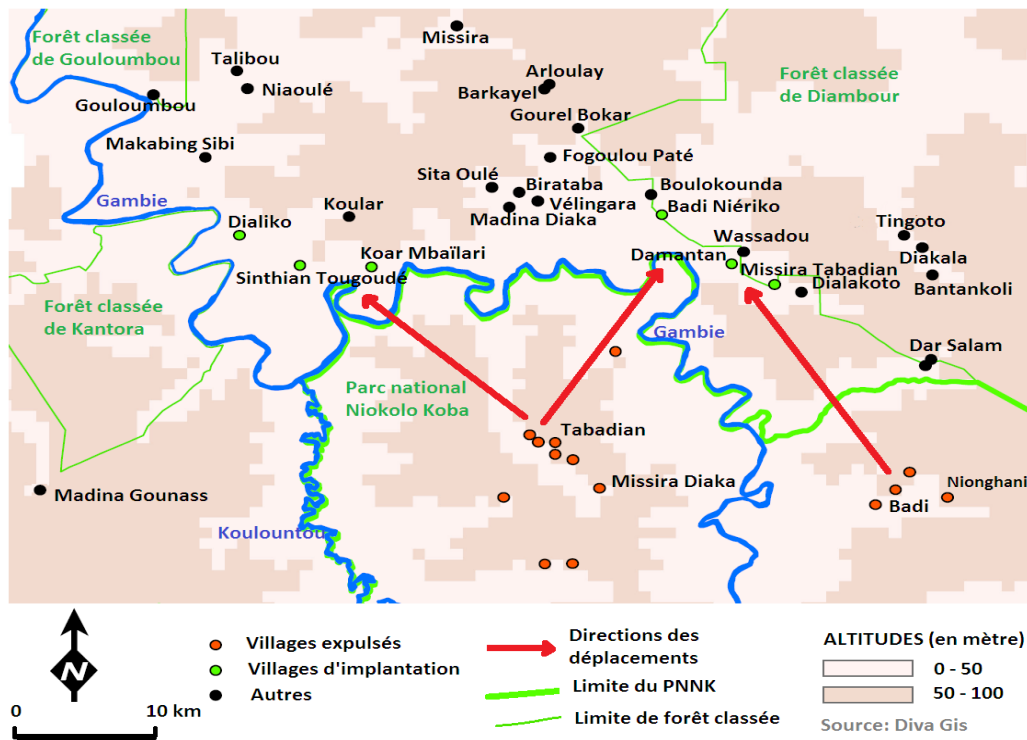 Missira
Forêt classée
de Gouloumbou
Talibou
Niaoulé
Gouloumbou
Arloulay
Barkayel
Gourel Bokar
Forêt classée
de Diambour
Makabing Sibi
Fogoulou Paté
Sita Oulé
Birataba
Vélingara
Madina Diaka
Boulokounda
Badi Niériko
Gambie
Dialiko
Koular
Koar Mbaïlari
Sinthian Tougoudé
Wassadou
Damantan
Missira Tabadian
Dialakoto
Tingoto
Diakala
Bantankoli
Forêt classée
de Kantora
Gambie
Dar Salam
Parc national
Niokolo Koba
Tabadian
Missira Diaka
Nionghani
Badi
Madina Gounass
Koulountou
N
0 10 km
Villages expulsés
Villages d'implantation
Autres
Directions des
déplacements
Limite du PNNK
Limite de forêt classée
ALTITUDES (en mètre)
0 - 50
50 - 100
Source: Diva Gis